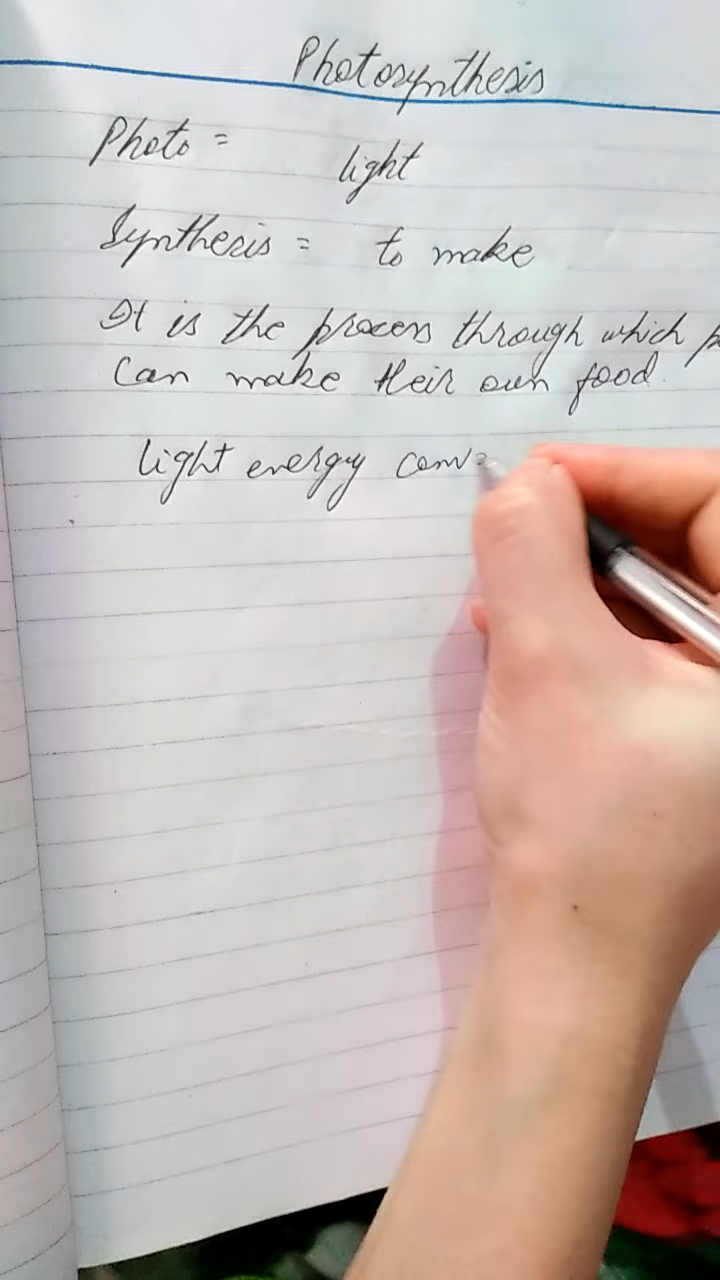 Photosynthesis
Photo = light
Synthesis = to make
It is the process through which
can make their own food.
light energy conve